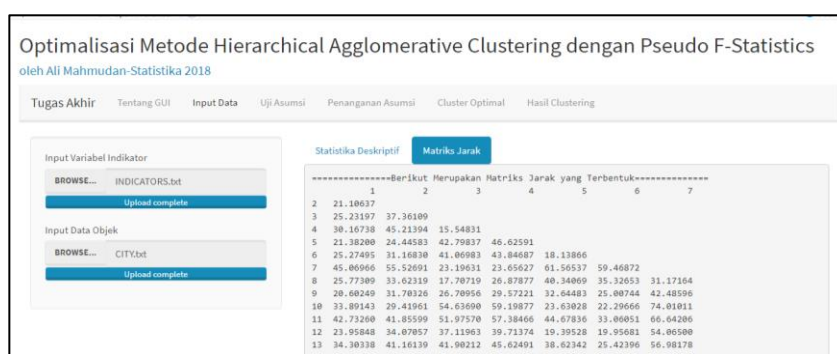 Optimalisasi Metode Hierarchical Agglomerative Clustering dengan Pseudo F-Statistics
oleh Ali Mahmudan-Statistika 2018
Tugas Akhir Tentang GUI Input Data Uji Asumsi Penanganan Asumsi Cluster Optimal Hasil Clustering
Input Variabel Indikator
BROWSE... INDICATORS.txt
Upload complete
Input Data Objek
BROWSE... CITY.txt
Upload complete
Statistika Deskriptif Matriks Jarak
===============Berikut Merupakan Matriks Jarak yang Terbentuk==============
1 2 3 4 5 6 7
2 21.10637
3 25.23197 37.36109
4 30.16738 45.21394 15.54831
5 21.38200 24.44583 42.79837 46.62591
6 25.27495 31.16830 41.06983 43.84687 18.13866
7 45.06966 55.52691 23.19631 23.65627 61.56537 59.46872
8 25.77309 33.62319 17.70719 26.87877 40.34069 35.32653 31.17164
9 20.60249 31.70326 26.70956 29.57221 32.64483 25.00744 42.48596
10 33.89143 29.41961 54.63690 59.19877 23.63028 22.29666 74.01011
11 42.73260 41.85599 51.97570 57.38466 44.67836 33.06051 66.64206
12 23.95848 34.07057 37.11963 39.71374 19.39528 19.95681 54.06500
13 34.30338 41.16139 41.90212 45.62491 38.62342 25.42396 56.98178